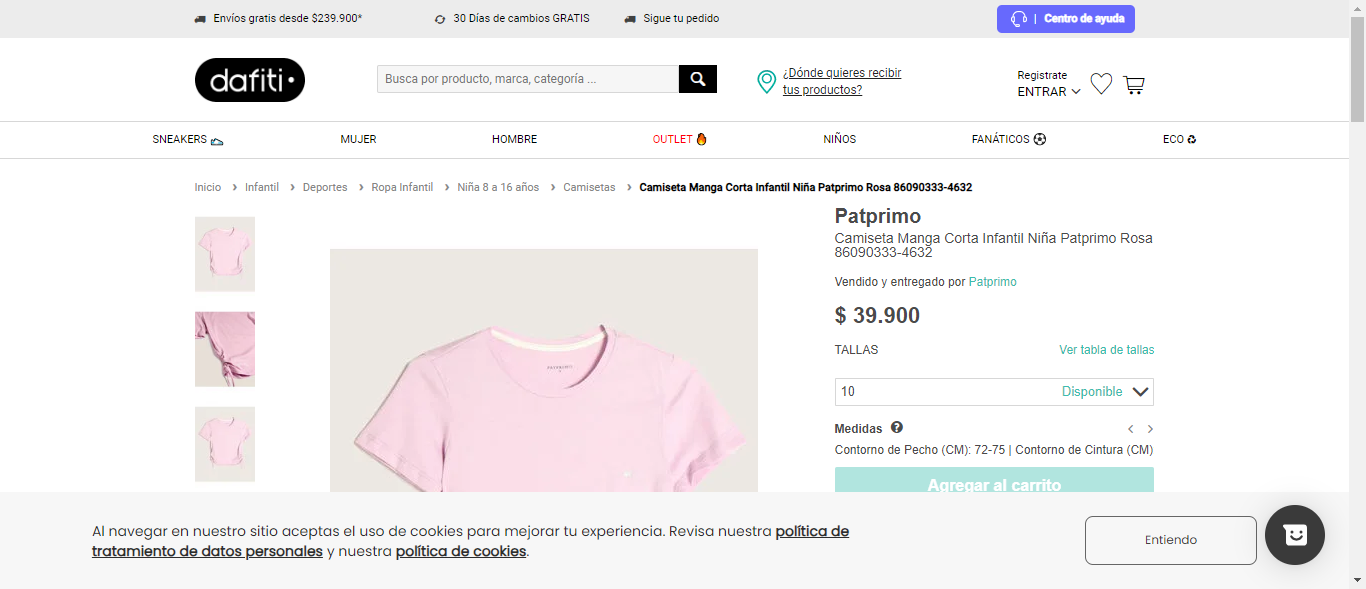 Envíos gratis desde $239.900*
30 Días de cambios GRATIS
Sigue tu pedido
| Centro de ayuda
dafiti
Busca por producto, marca, categoría ...
¿Dónde quieres recibir
tus productos?
Registrate
ENTRAR
SNEAKERS
MUJER
HOMBRE
OUTLET
NIÑOS
FANÁTICOS
ECO
Inicio > Infantil > Deportes > Ropa Infantil > Niña 8 a 16 años > Camisetas > Camiseta Manga Corta Infantil Niña Patprimo Rosa 86090333-4632
Patprimo
Camiseta Manga Corta Infantil Niña Patprimo Rosa
86090333-4632
Vendido y entregado por Patprimo
$ 39.900
TALLAS
Ver tabla de tallas
10
Disponible
Medidas
Contorno de Pecho (CM): 72-75 | Contorno de Cintura (CM)
Agregar al carrito
PATPRIMO
Al navegar en nuestro sitio aceptas el uso de cookies para mejorar tu experiencia. Revisa nuestra política de
tratamiento de datos personales y nuestra política de cookies.
Entiendo